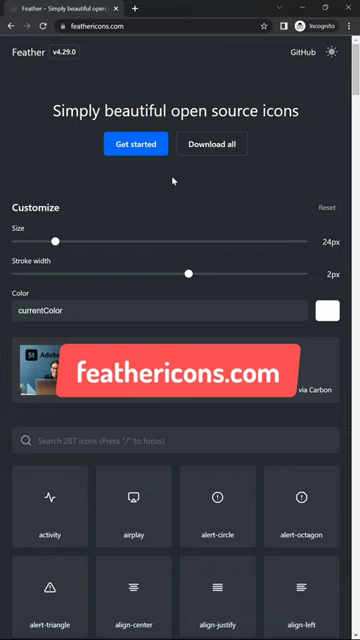 Feather – Simply beautiful open s
feathericons.com
Incognito
Feather v4.29.0 GitHub
Simply beautiful open source icons
Get started Download all
Customize Reset
Size
24px
Stroke width
2px
Color
currentColor
St Adobe
via Carbon
feathericons.com
Search 287 icons (Press "/" to focus)
activity airplay alert-circle alert-octagon
alert-triangle align-center align-justify align-left